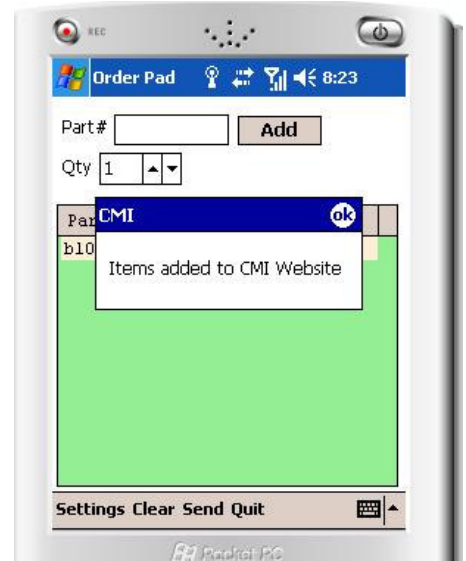 REC
Order Pad 8:23
Part# Add
Qty 1
CMI ok
Par
b10
Items added to CMI Website
Settings Clear Send Quit
Pocket PC